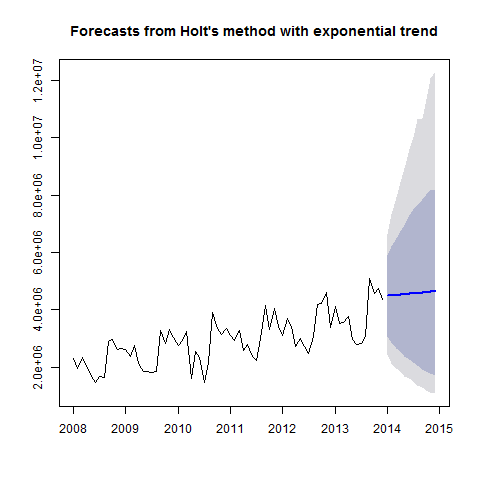 Forecasts from Holt's method with exponential trend
1.2e+07
1.0e+07
8.0e+06
6.0e+06
4.0e+06
2.0e+06
2008 2009 2010 2011 2012 2013 2014 2015